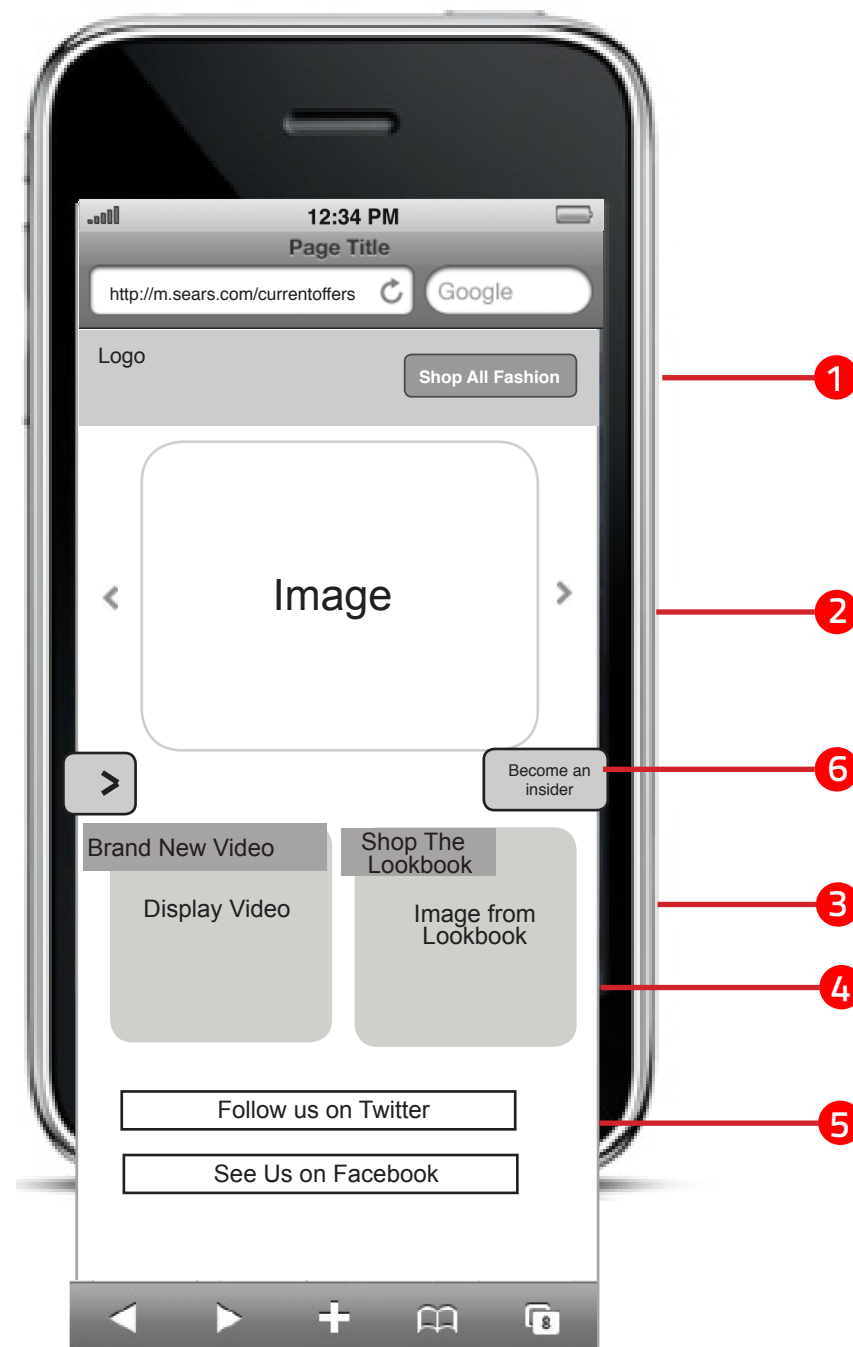 12:34 PM
Page Title
http://m.sears.com/currentoffers
Google
Logo
Shop All Fashion
1
Image
2
>
Become an
insider
6
Brand New Video
Shop The
Lookbook
Display Video
Image from
Lookbook
3
4
Follow us on Twitter
5
See Us on Facebook
8